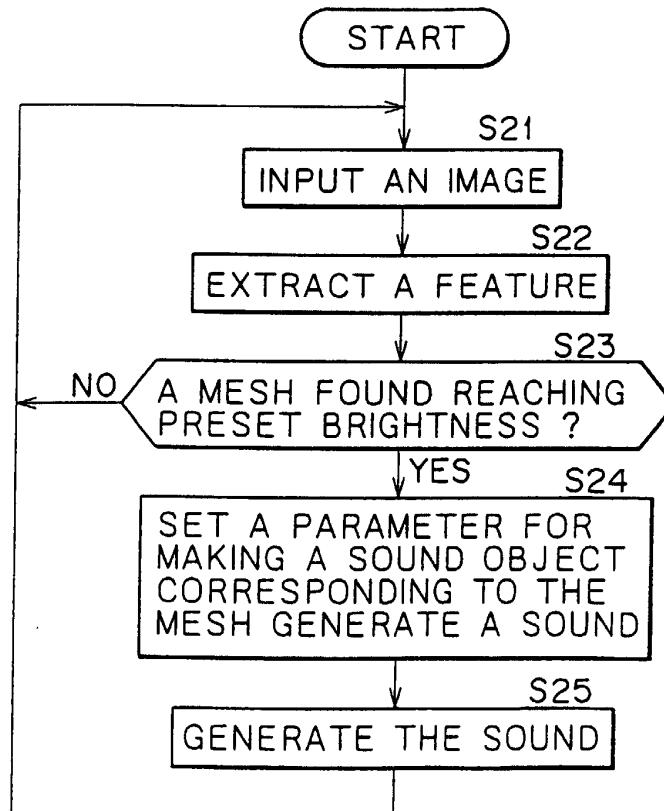 START
S21
INPUT AN IMAGE
S22
EXTRACT A FEATURE
S23
NO
A MESH FOUND REACHING
PRESET BRIGHTNESS ?
YES
S24
SET A PARAMETER FOR
MAKING A SOUND OBJECT
CORRESPONDING TO THE
MESH GENERATE A SOUND
S25
GENERATE THE SOUND